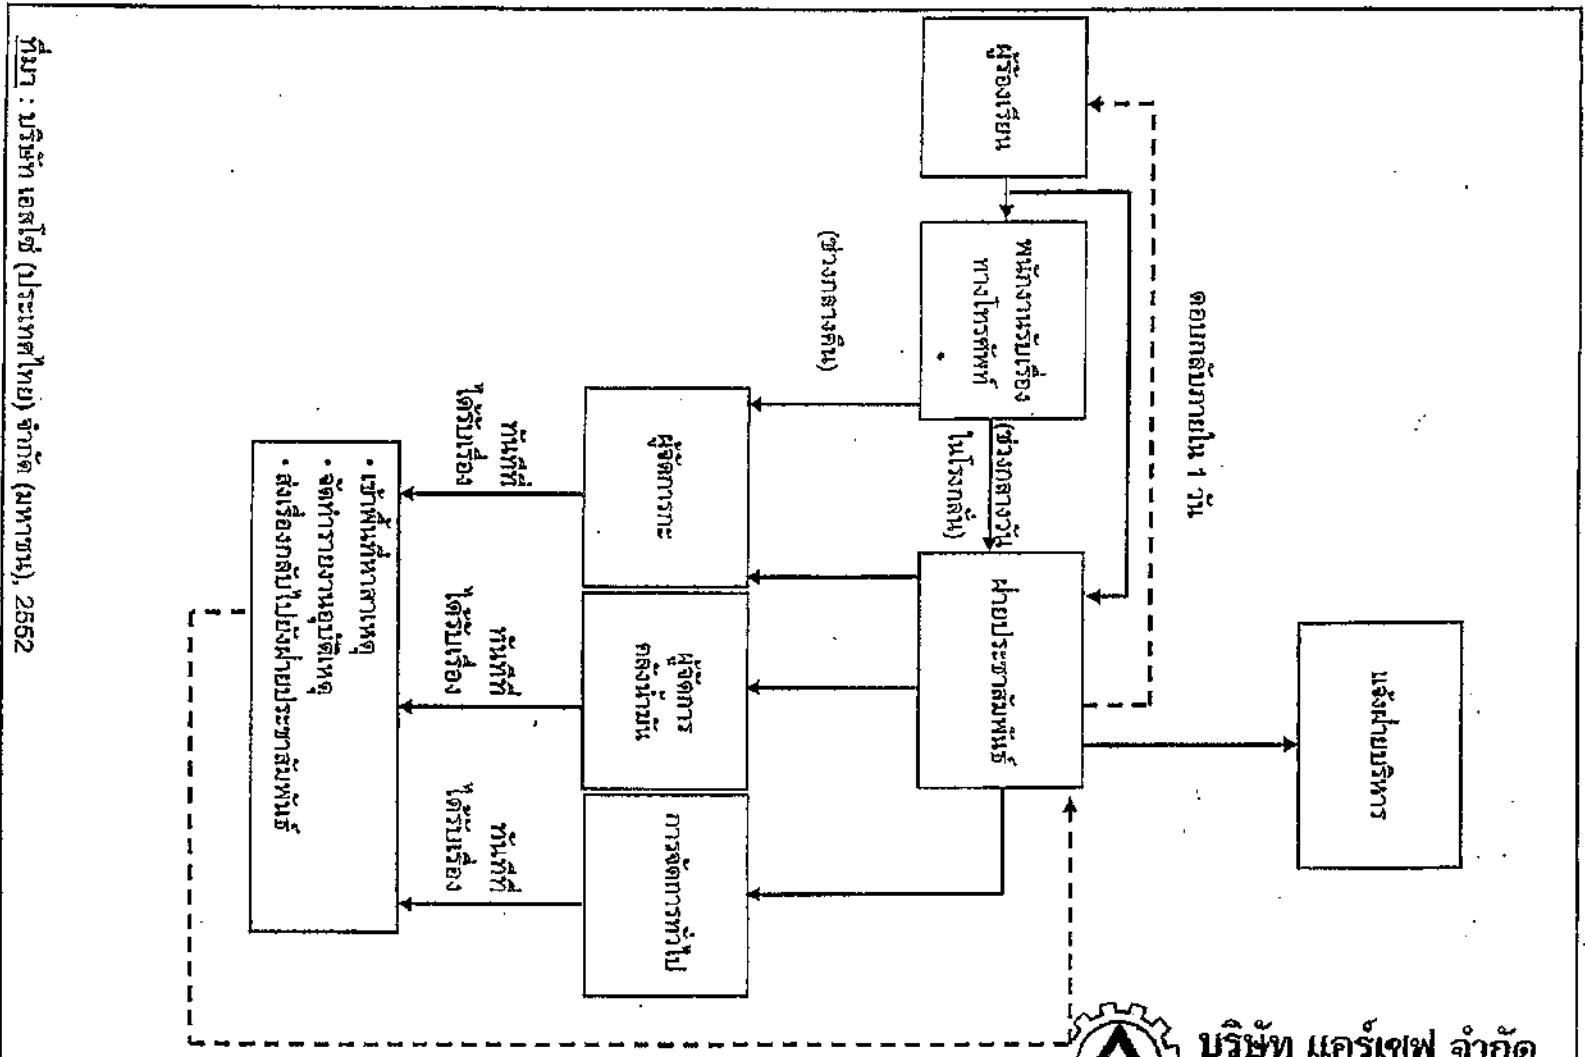 บริษัท แอร์เซฟ จำกัด
แจ้งฝ่ายบริหาร
ตอบกลับภายใน 1 วัน
ผู้ร้องเรียน
พนักงานรับเรื่อง
ทางโทรศัพท์
(ช่วงกลางวัน
ในโรงกลั่น)
ฝ่ายประชาสัมพันธ์
(ช่วงกลางคืน)
ผู้จัดการกะ
ผู้จัดการ
คลังน้ำมัน
การจัดการทั่วไป
ทันทีที่
ได้รับเรื่อง
ทันทีที่
ได้รับเรื่อง
ทันทีที่
ได้รับเรื่อง
• เข้าพื้นที่หาสาเหตุ
• จัดทำรายงานอุบัติเหตุ
• ส่งเรื่องกลับไปยังฝ่ายประชาสัมพันธ์
ที่มา : บริษัท เอสโซ่ (ประเทศไทย) จำกัด (มหาชน), 2552